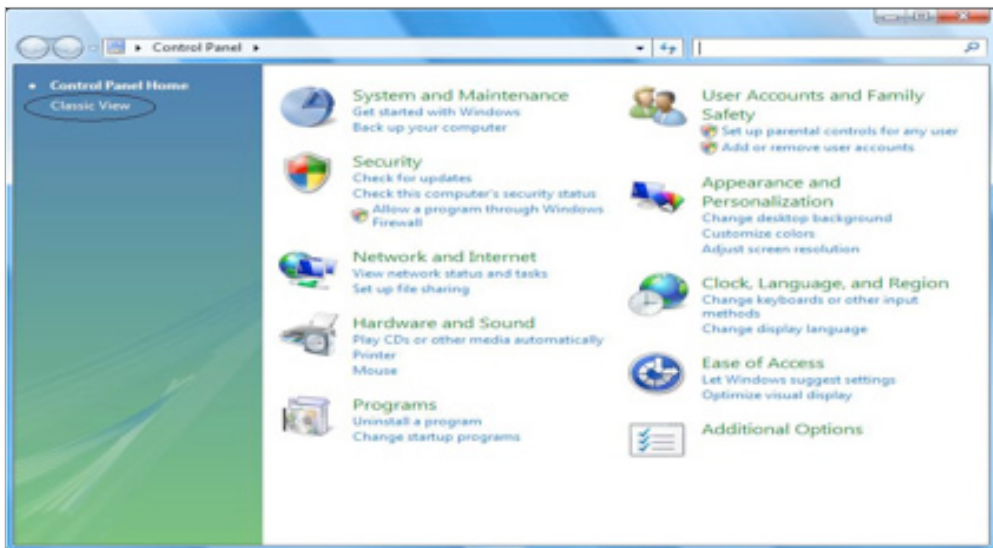 Control Panel
Control Panel Home
Classic View
System and Maintenance
Get started with Windows
Back up your computer
Security
Check for updates
Check this computer's security status
Allow a program through Windows
Firewall
Network and Internet
View network status and tasks
Set up file sharing
Hardware and Sound
Play CDs or other media automatically
Printer
Mouse
Programs
Uninstall a program
Change startup programs
User Accounts and Family
Safety
Set up parental controls for any user
Add or remove user accounts
Appearance and
Personalization
Change desktop background
Customize colors
Adjust screen resolution
Clock, Language, and Region
Change keyboards or other input
methods
Change display language
Ease of Access
Let Windows suggest settings
Optimize visual display
Additional Options